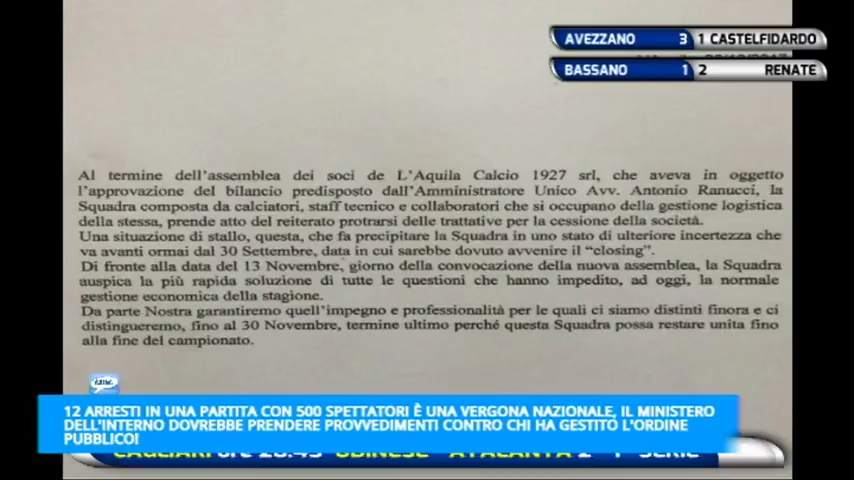 AVEZZANO 3 1 CASTELFIDARDO
BASSANO 1 2 RENATE
Al termine dell'assemblea dei soci de L'Aquila Calcio 1927 srl, che aveva in oggetto
l'approvazione del bilancio predisposto dall'Amministratore Unico Avv. Antonio Ranucci, la
Squadra composta da calciatori, staff tecnico e collaboratori che si occupano della gestione logistica
della stessa, prende atto del reiterato protrarsi delle trattative per la cessione della società.
Una situazione di stallo, questa, che fa precipitare la Squadra in uno stato di ulteriore incertezza che
va avanti ormai dal 30 Settembre, data in cui sarebbe dovuto avvenire il "closing".
Di fronte alla data del 13 Novembre, giorno della convocazione della nuova assemblea, la Squadra
auspica la più rapida soluzione di tutte le questioni che hanno impedito, ad oggi, la normale
gestione economica della stagione.
Da parte Nostra garantiremo quell'impegno e professionalità per le quali ci siamo distinti finora e ci
distingueremo, fino al 30 Novembre, termine ultimo perché questa Squadra possa restare unita fino
alla fine del campionato.
12 ARRESTI IN UNA PARTITA CON 500 SPETTATORI È UNA VERGONA NAZIONALE, IL MINISTERO
DELL'INTERNO DOVREBBE PRENDERE PROVVEDIMENTI CONTRO CHI HA GESTITO L'ORDINE
PUBBLICO!
CAGLIARI ore 20.45 UDINESE - ATALANTA 2 - 1 SERIE